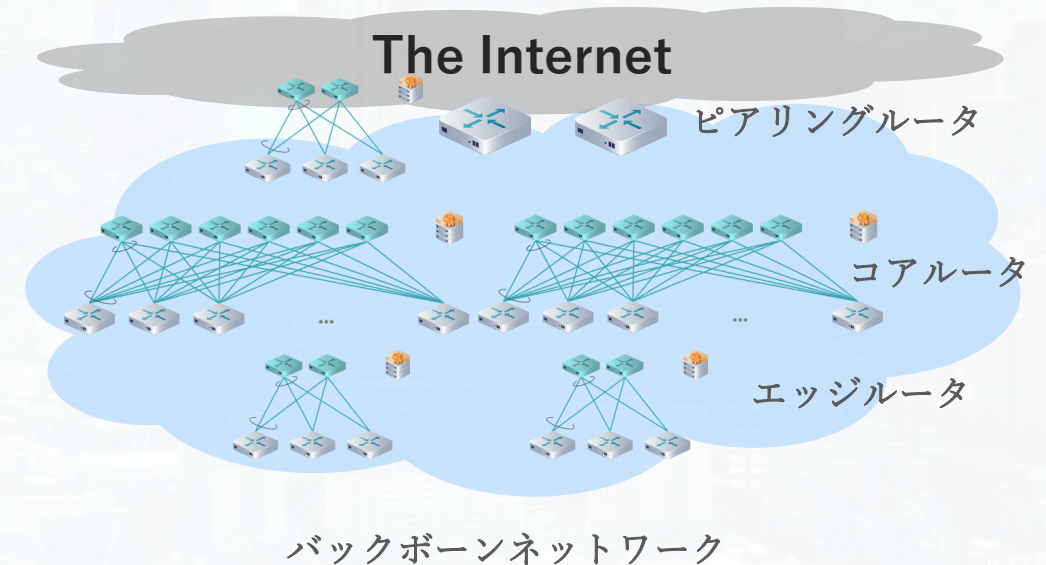 The Internet
ピアリングルータ
コアルータ
...
...
エッジルータ
バックボーンネットワーク